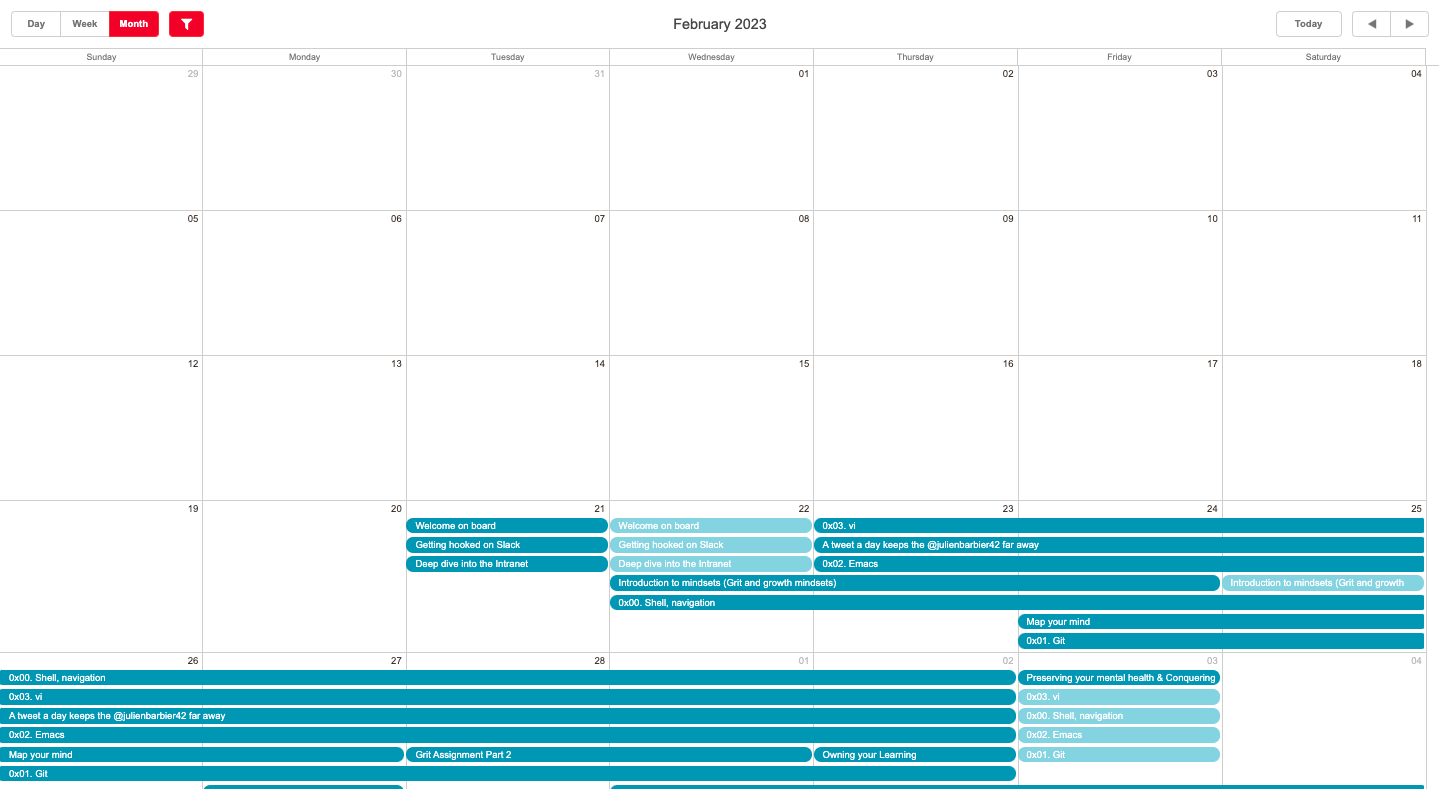 Day Week Month February 2023 Today
Sunday Monday Tuesday Wednesday Thursday Friday Saturday
29 30 31 01 02 03 04
05 06 07 08 09 10 11
12 13 14 15 16 17 18
19 20 21 22 23 24 25
Welcome on board Welcome on board 0x03. vi
Getting hooked on Slack Getting hooked on Slack A tweet a day keeps the @julienbarbier42 far away
Deep dive into the Intranet Deep dive into the Intranet 0x02. Emacs
Introduction to mindsets (Grit and growth mindsets) Introduction to mindsets (Grit and growth
0x00. Shell, navigation
Map your mind
0x01. Git
26 27 28 01 02 03 04
0x00. Shell, navigation Preserving your mental health & Conquering
0x03. vi 0x03. vi
A tweet a day keeps the @julienbarbier42 far away 0x00. Shell, navigation
0x02. Emacs 0x02. Emacs
Map your mind Grit Assignment Part 2 Owning your Learning 0x01. Git
0x01. Git